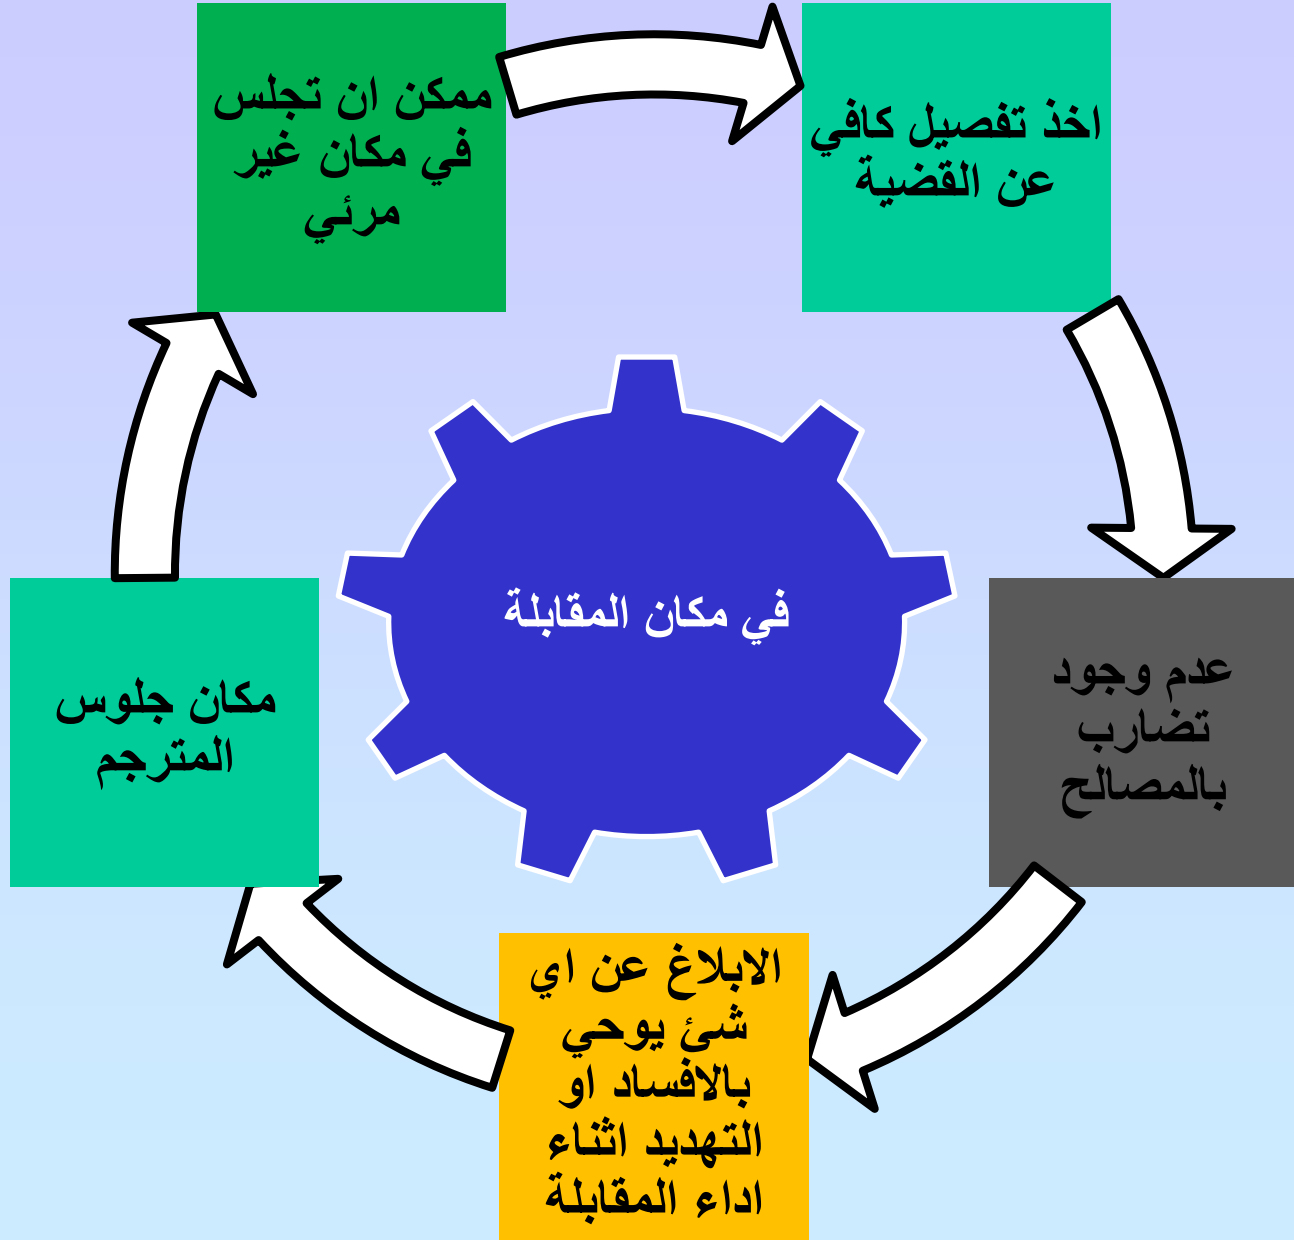 اخذ تفصيل كافي
عن القضية
عدم وجود
تضارب
بالمصالح
الابلاغ عن اي
شئ يوحي
بالافساد او
التهديد اثناء
اداء المقابلة
مكان جلوس
المترجم
ممكن ان تجلس
في مكان غير
مرئي
في مكان المقابلة